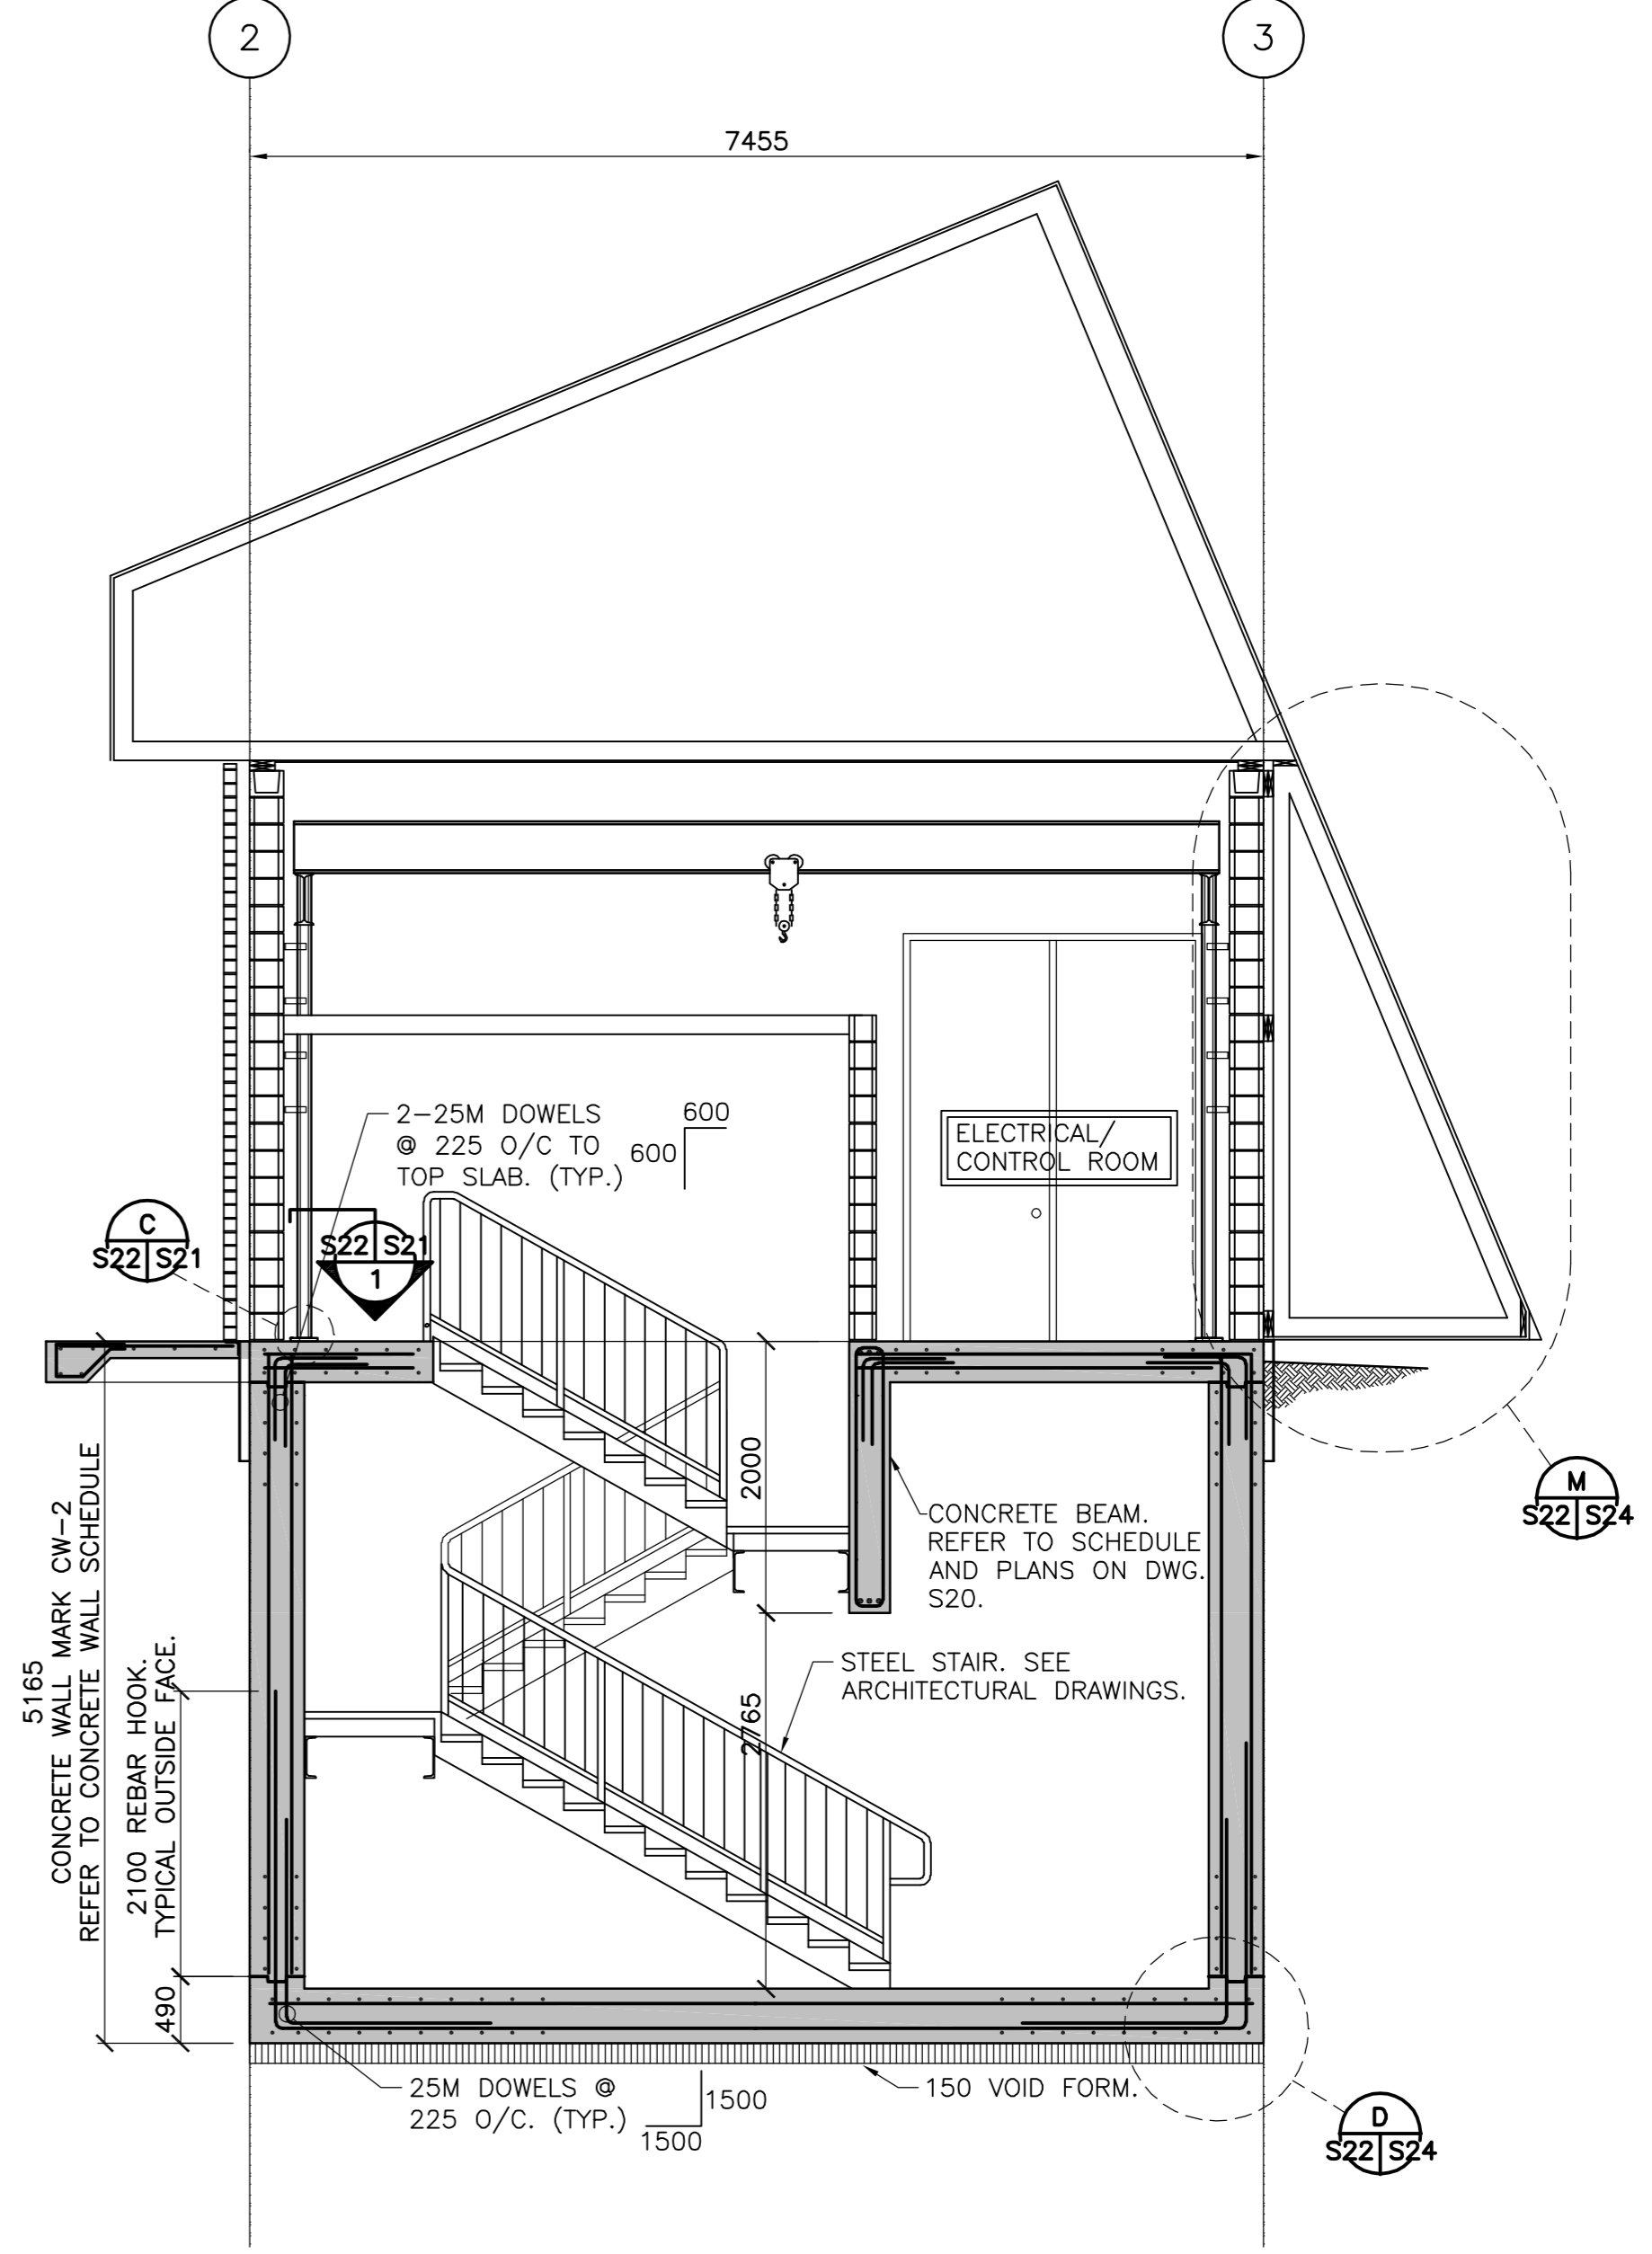 2
3
7455
2-25M DOWELS
@ 225 O/C TO
TOP SLAB. (TYP.)
600
600
ELECTRICAL/
CONTROL ROOM
C
S22 S21
S22 S21
1
2000
CONCRETE BEAM.
REFER TO SCHEDULE
AND PLANS ON DWG.
S20.
M
S22 S24
STEEL STAIR. SEE
ARCHITECTURAL DRAWINGS.
2765
5165
CONCRETE WALL MARK CW-2
REFER TO CONCRETE WALL SCHEDULE
2100 REBAR HOOK.
TYPICAL OUTSIDE FACE.
490
25M DOWELS @
225 O/C. (TYP.)
1500
1500
150 VOID FORM.
D
S22 S24